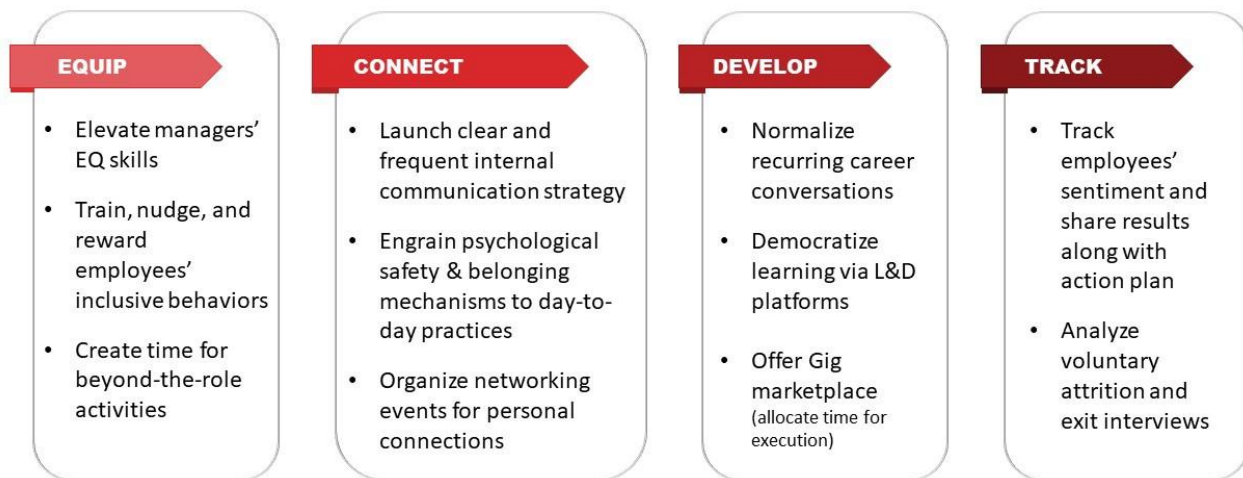 EQUIP
• Elevate managers’
EQ skills
• Train, nudge, and
reward
employees’
inclusive behaviors
• Create time for
beyond-the-role
activities
CONNECT
• Launch clear and
frequent internal
communication strategy
• Engrain psychological
safety & belonging
mechanisms to day-to-
day practices
• Organize networking
events for personal
connections
DEVELOP
• Normalize
recurring career
conversations
• Democratize
learning via L&D
platforms
• Offer Gig
marketplace
(allocate time for
execution)
TRACK
• Track
employees’
sentiment and
share results
along with
action plan
• Analyze
voluntary
attrition and
exit interviews